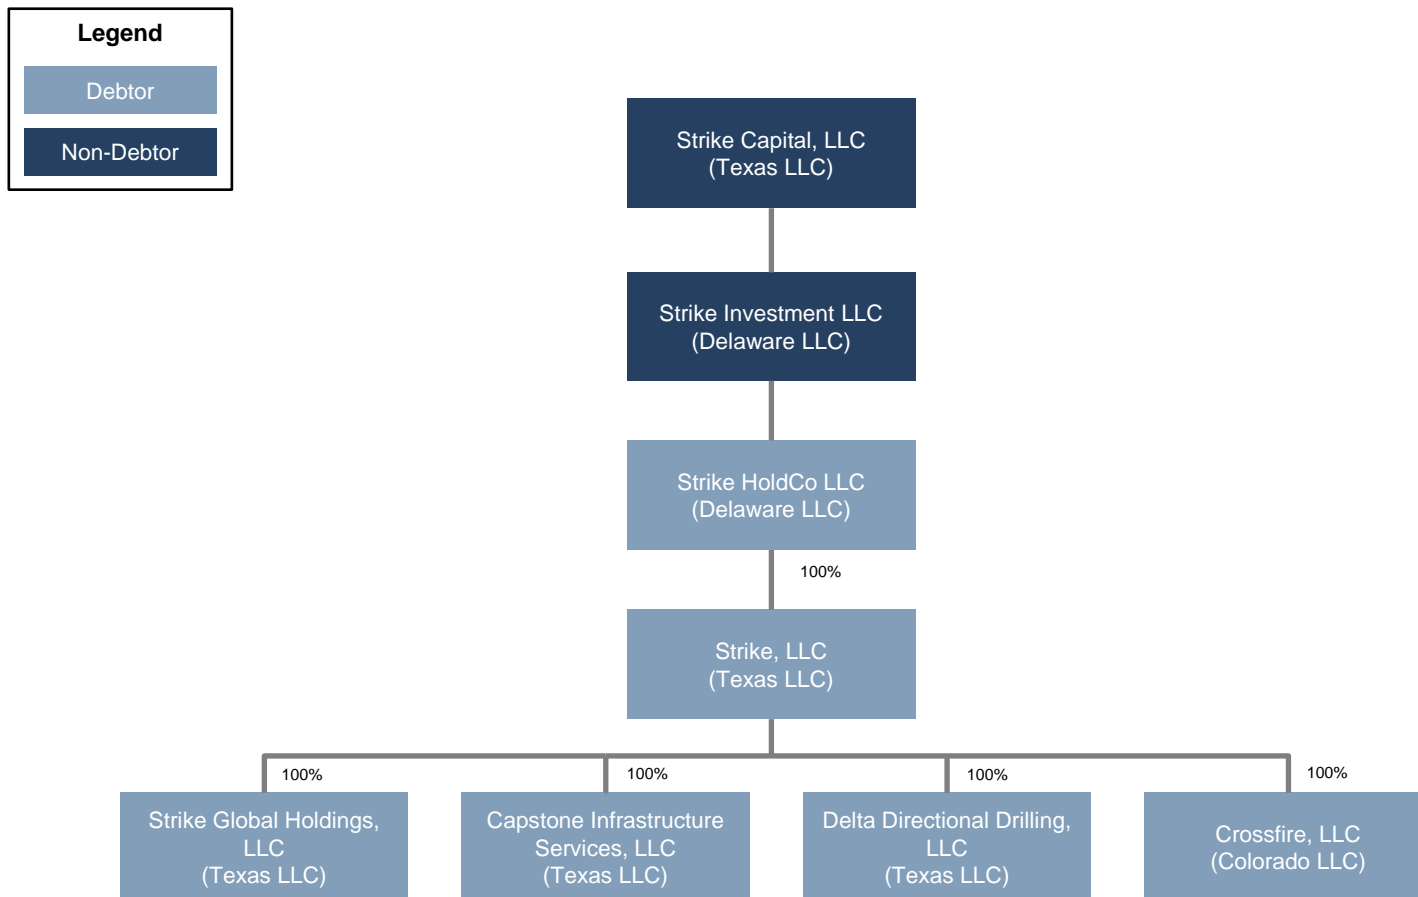 Legend
Debtor
Non-Debtor
Strike Capital, LLC
(Texas LLC)
Strike Investment LLC
(Delaware LLC)
Strike HoldCo LLC
(Delaware LLC)
100%
Strike, LLC
(Texas LLC)
100%
100%
100%
100%
Strike Global Holdings,
LLC
(Texas LLC)
Capstone Infrastructure
Services, LLC
(Texas LLC)
Delta Directional Drilling,
LLC
(Texas LLC)
Crossfire, LLC
(Colorado LLC)